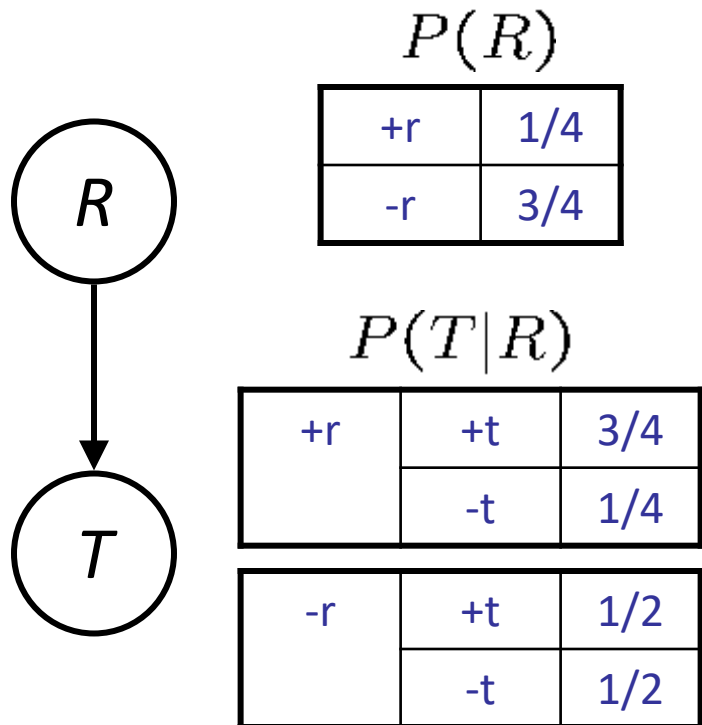 P(R)
+r 1/4
R
-r 3/4
P(T|R)
+r +t 3/4
-t 1/4
T
-r +t 1/2
-t 1/2